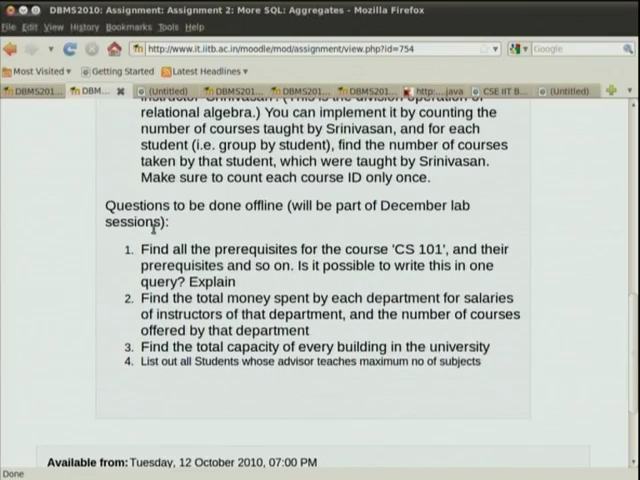 DBMS2010: Assignment: Assignment 2: More SQL: Aggregates - Mozilla Firefox
File Edit View History Bookmarks Tools Help
http://www.it.iitb.ac.in/moodle/mod/assignment/view.php?id=754
Google
Most Visited Getting Started Latest Headlines
DBMS201... DBM... (Untitled) DBMS201... DBMS201... DBMS201... http:....java CSE IIT B... (Untitled)
instructor Srinivasan? (This is the division operation of
relational algebra.) You can implement it by counting the
number of courses taught by Srinivasan, and for each
student (i.e. group by student), find the number of courses
taken by that student, which were taught by Srinivasan.
Make sure to count each course ID only once.
Questions to be done offline (will be part of December lab
sessions):
1. Find all the prerequisites for the course 'CS 101', and their
prerequisites and so on. Is it possible to write this in one
query? Explain
2. Find the total money spent by each department for salaries
of instructors of that department, and the number of courses
offered by that department
3. Find the total capacity of every building in the university
4. List out all Students whose advisor teaches maximum no of subjects
Available from: Tuesday, 12 October 2010, 07:00 PM
Done